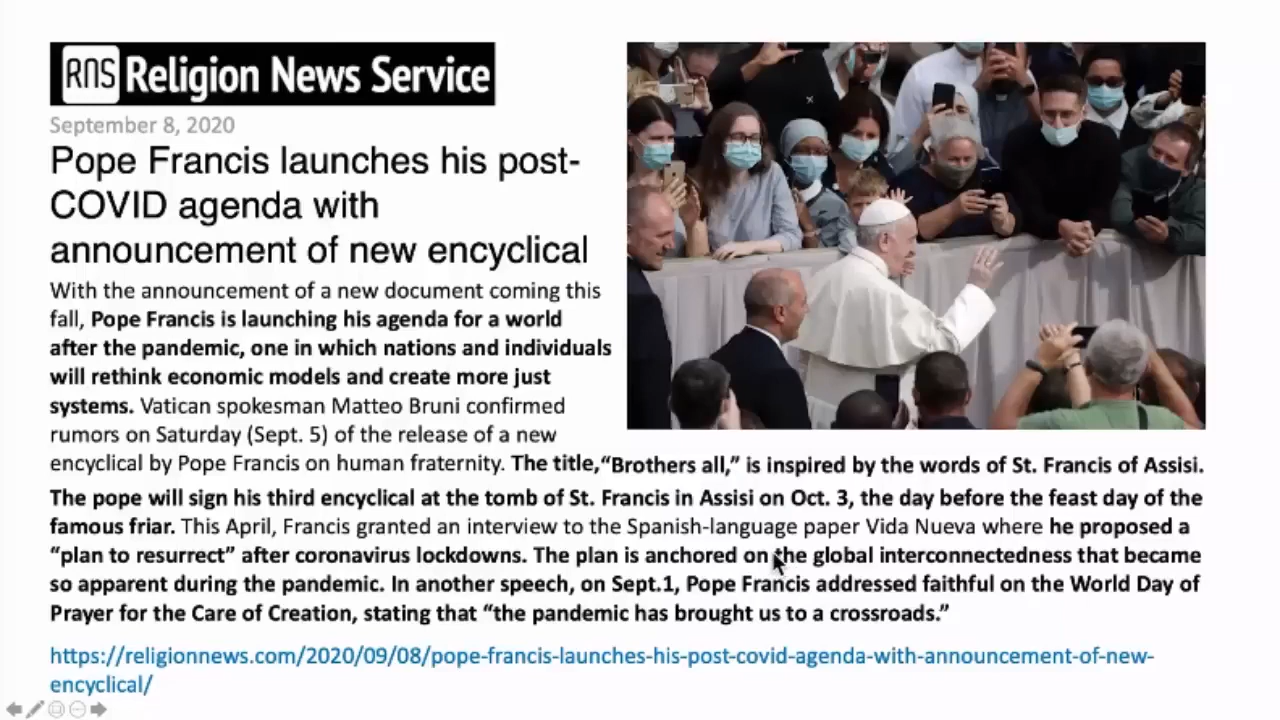 RNS Religion News Service
September 8, 2020
Pope Francis launches his post-
COVID agenda with
announcement of new encyclical
With the announcement of a new document coming this
fall, Pope Francis is launching his agenda for a world
after the pandemic, one in which nations and individuals
will rethink economic models and create more just
systems. Vatican spokesman Matteo Bruni confirmed
rumors on Saturday (Sept. 5) of the release of a new
encyclical by Pope Francis on human fraternity. The title,“Brothers all,” is inspired by the words of St. Francis of Assisi.
The pope will sign his third encyclical at the tomb of St. Francis in Assisi on Oct. 3, the day before the feast day of the
famous friar. This April, Francis granted an interview to the Spanish-language paper Vida Nueva where he proposed a
“plan to resurrect” after coronavirus lockdowns. The plan is anchored on the global interconnectedness that became
so apparent during the pandemic. In another speech, on Sept.1, Pope Francis addressed faithful on the World Day of
Prayer for the Care of Creation, stating that “the pandemic has brought us to a crossroads.”
https://religionnews.com/2020/09/08/pope-francis-launches-his-post-covid-agenda-with-announcement-of-new-
encyclical/